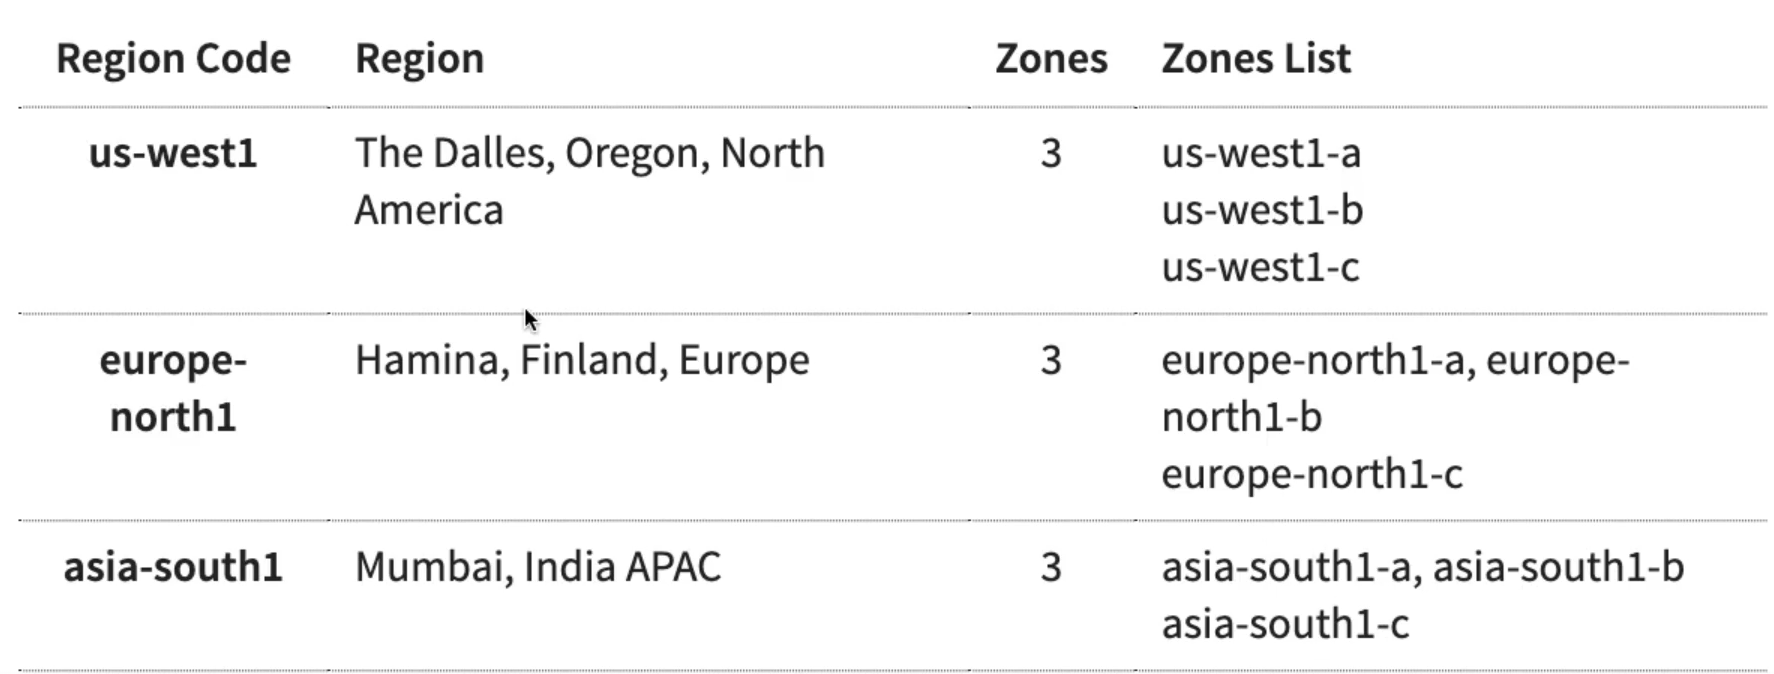 Region Code Region Zones Zones List
us-west1 The Dalles, Oregon, North 3 us-west1-a
America us-west1-b
us-west1-c
europe- Hamina, Finland, Europe 3 europe-north1-a, europe-
north1 north1-b
europe-north1-c
asia-south1 Mumbai, India APAC 3 asia-south1-a, asia-south1-b
asia-south1-c